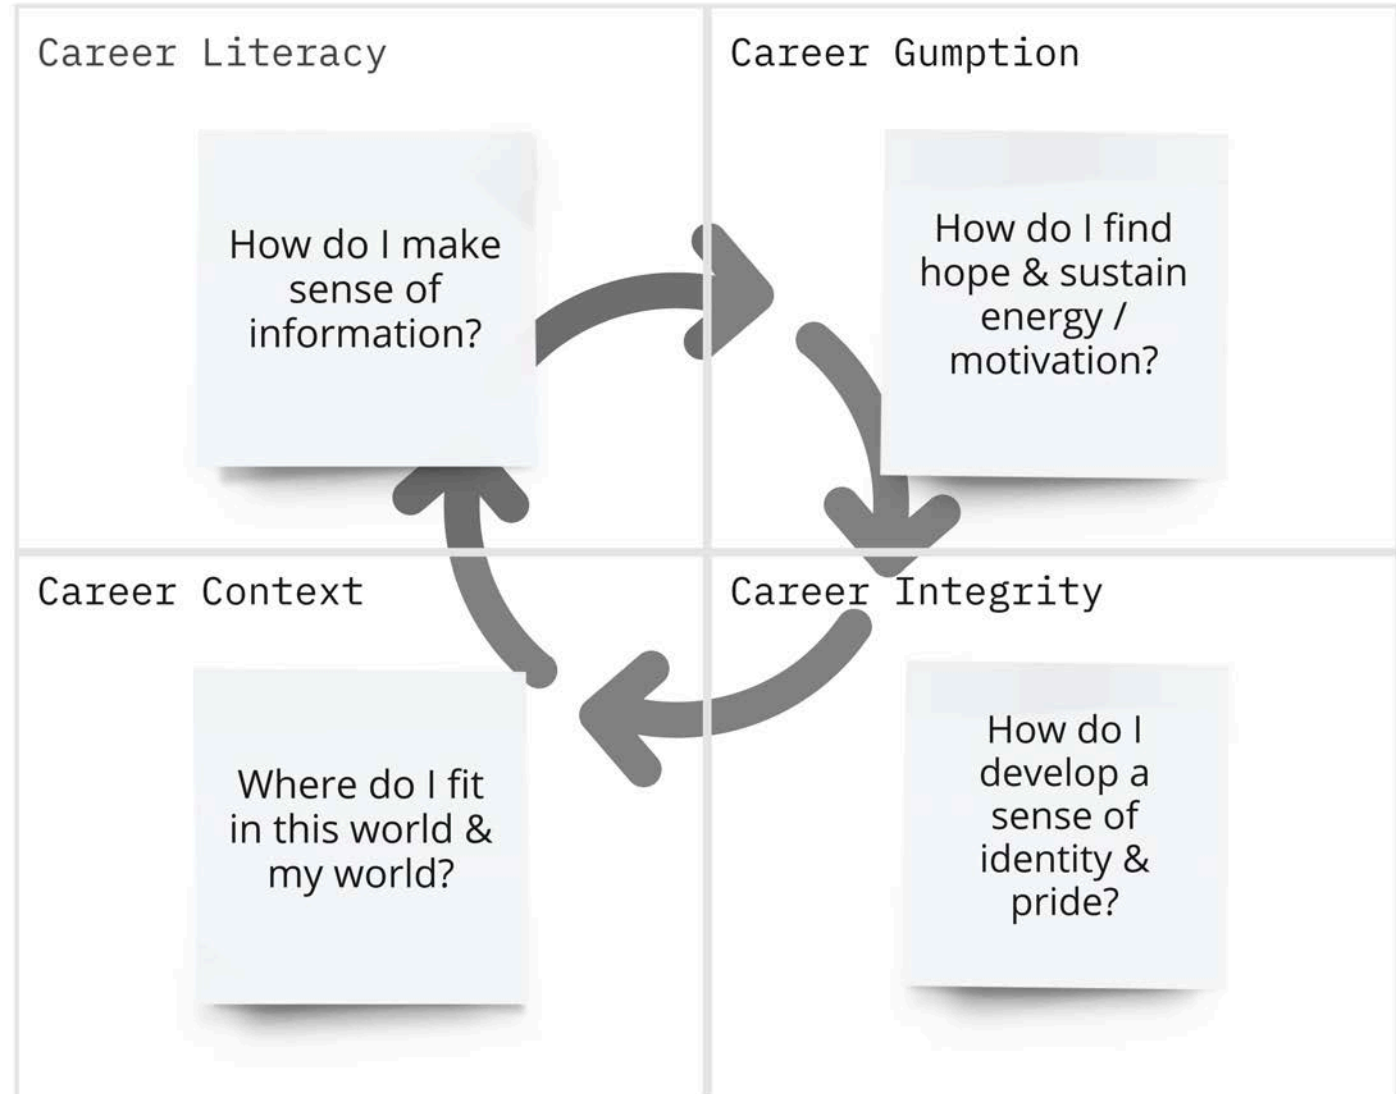 Career Literacy
How do I make
sense of
information?
Career Gumption
How do I find
hope & sustain
energy /
motivation?
Career Context
Where do I fit
in this world &
my world?
Career Integrity
How do I
develop a
sense of
identity &
pride?